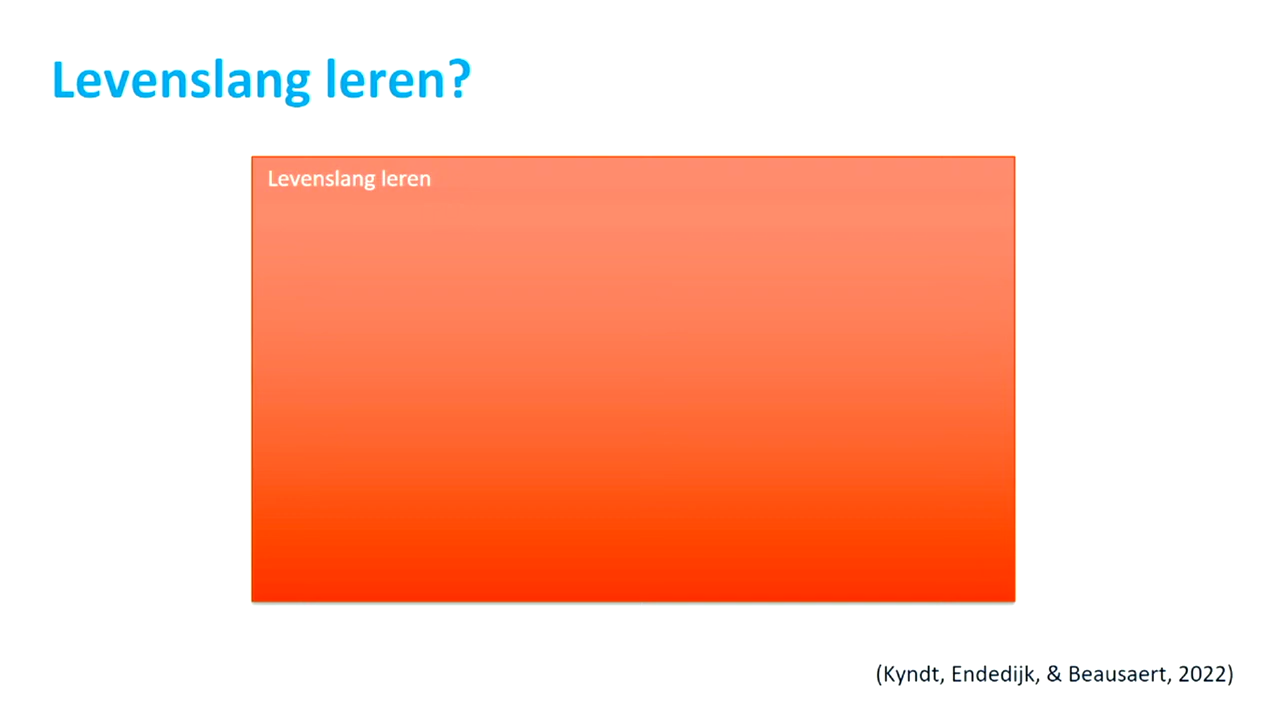 Levenslang leren?
Levenslang leren
(Kyndt, Endedijk, & Beausaert, 2022)